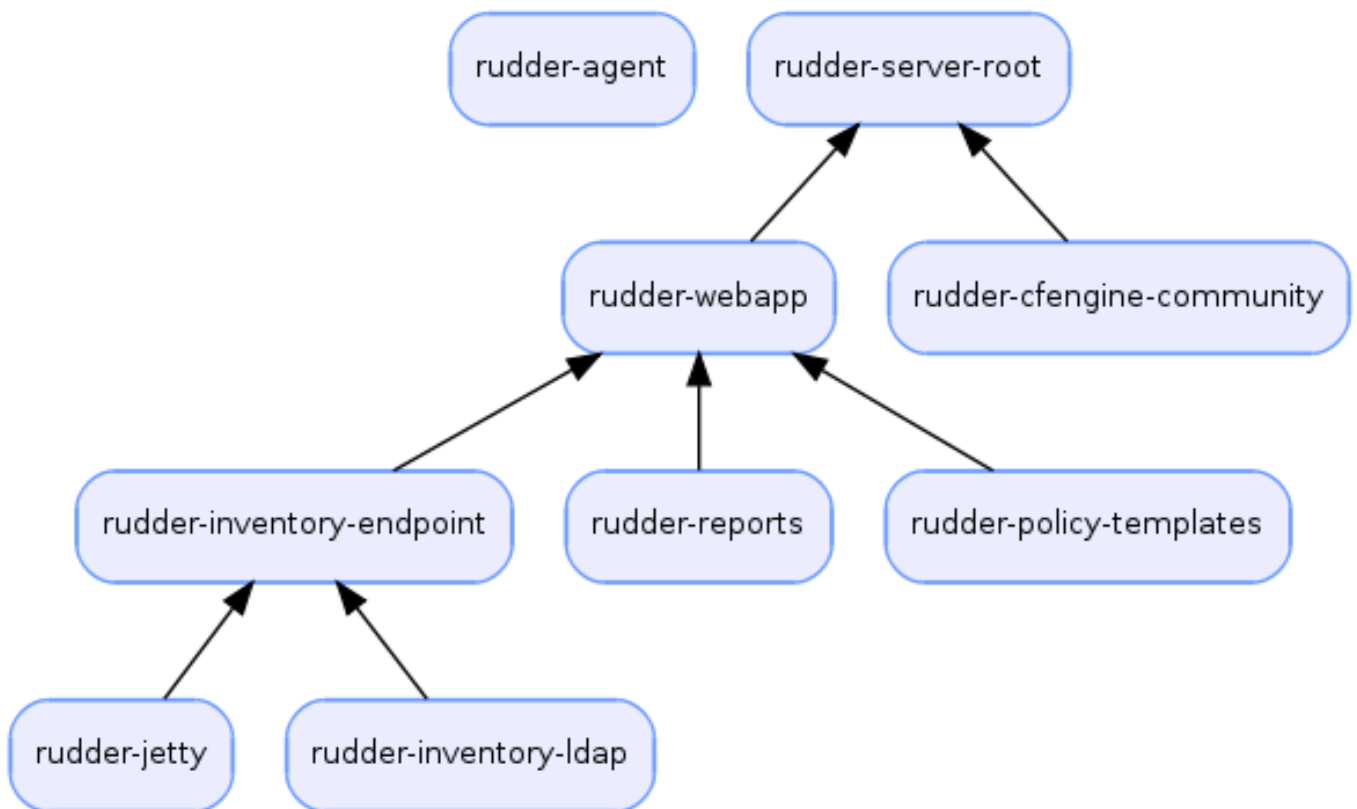 rudder-agent
rudder-server-root
rudder-webapp
rudder-cfengine-community
rudder-inventory-endpoint
rudder-reports
rudder-policy-templates
rudder-jetty
rudder-inventory-ldap